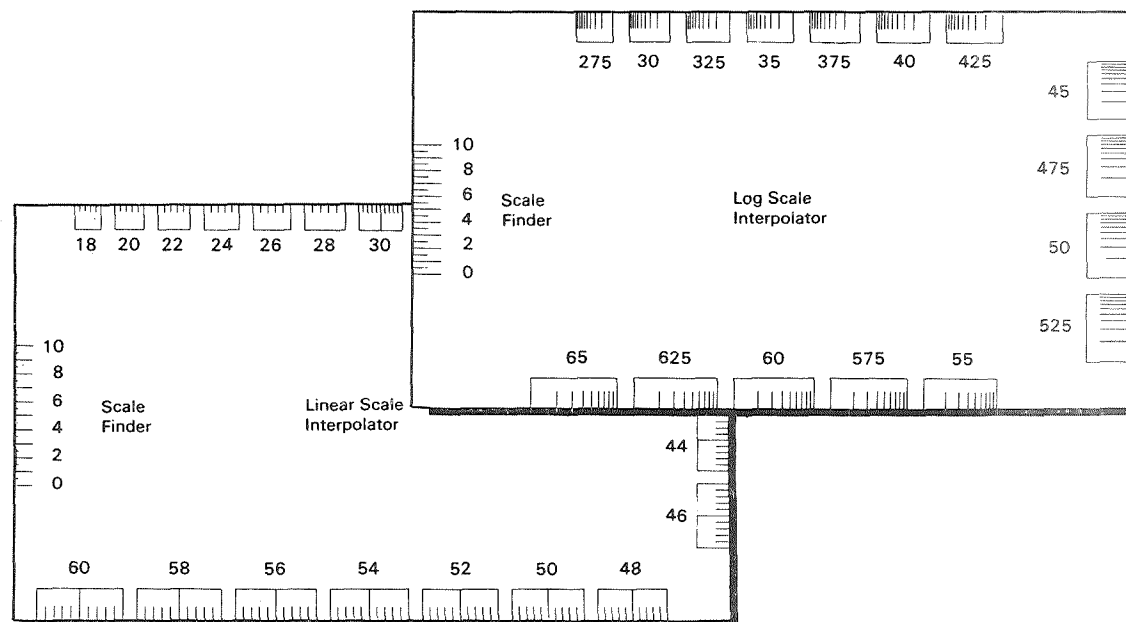 275 30 325 35 375 40 425
45
475
50
525
10
8
6
4
2
0
Scale
Finder
Log Scale
Interpolator
65 625 60 575 55
18 20 22 24 26 28 30
10
8
6
4
2
0
Scale
Finder
Linear Scale
Interpolator
44
46
60 58 56 54 52 50 48